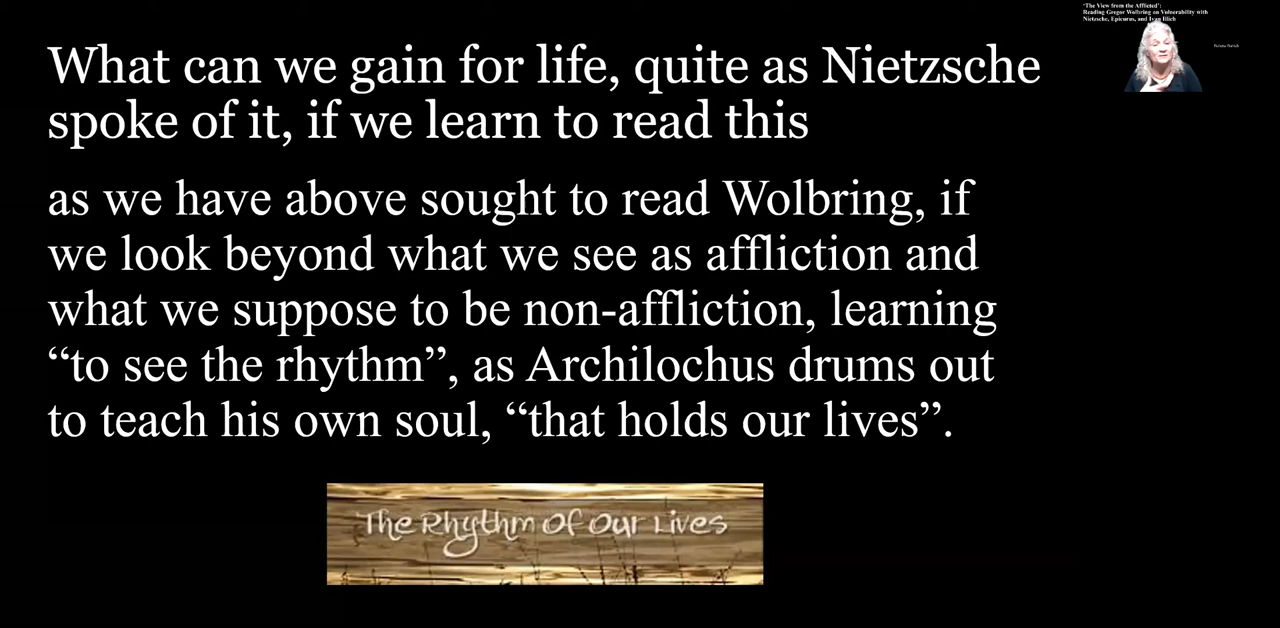 'The View from the Afflicted':
Reading Gregor Wolbring on Vulnerability with
Nietzsche, Epicurus, and Ivan Illich
What can we gain for life, quite as Nietzsche
spoke of it, if we learn to read this
as we have above sought to read Wolbring, if
we look beyond what we see as affliction and
what we suppose to be non-affliction, learning
“to see the rhythm”, as Archilochus drums out
to teach his own soul, “that holds our lives”.
The Rhythm Of Our Lives